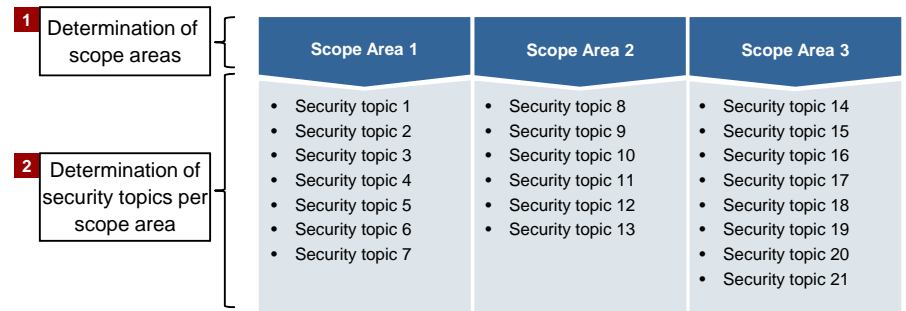 1
Determination of
scope areas
2
Determination of
security topics per
scope area
Scope Area 1
• Security topic 1
• Security topic 2
• Security topic 3
• Security topic 4
• Security topic 5
• Security topic 6
• Security topic 7
Scope Area 2
• Security topic 8
• Security topic 9
• Security topic 10
• Security topic 11
• Security topic 12
• Security topic 13
Scope Area 3
• Security topic 14
• Security topic 15
• Security topic 16
• Security topic 17
• Security topic 18
• Security topic 19
• Security topic 20
• Security topic 21